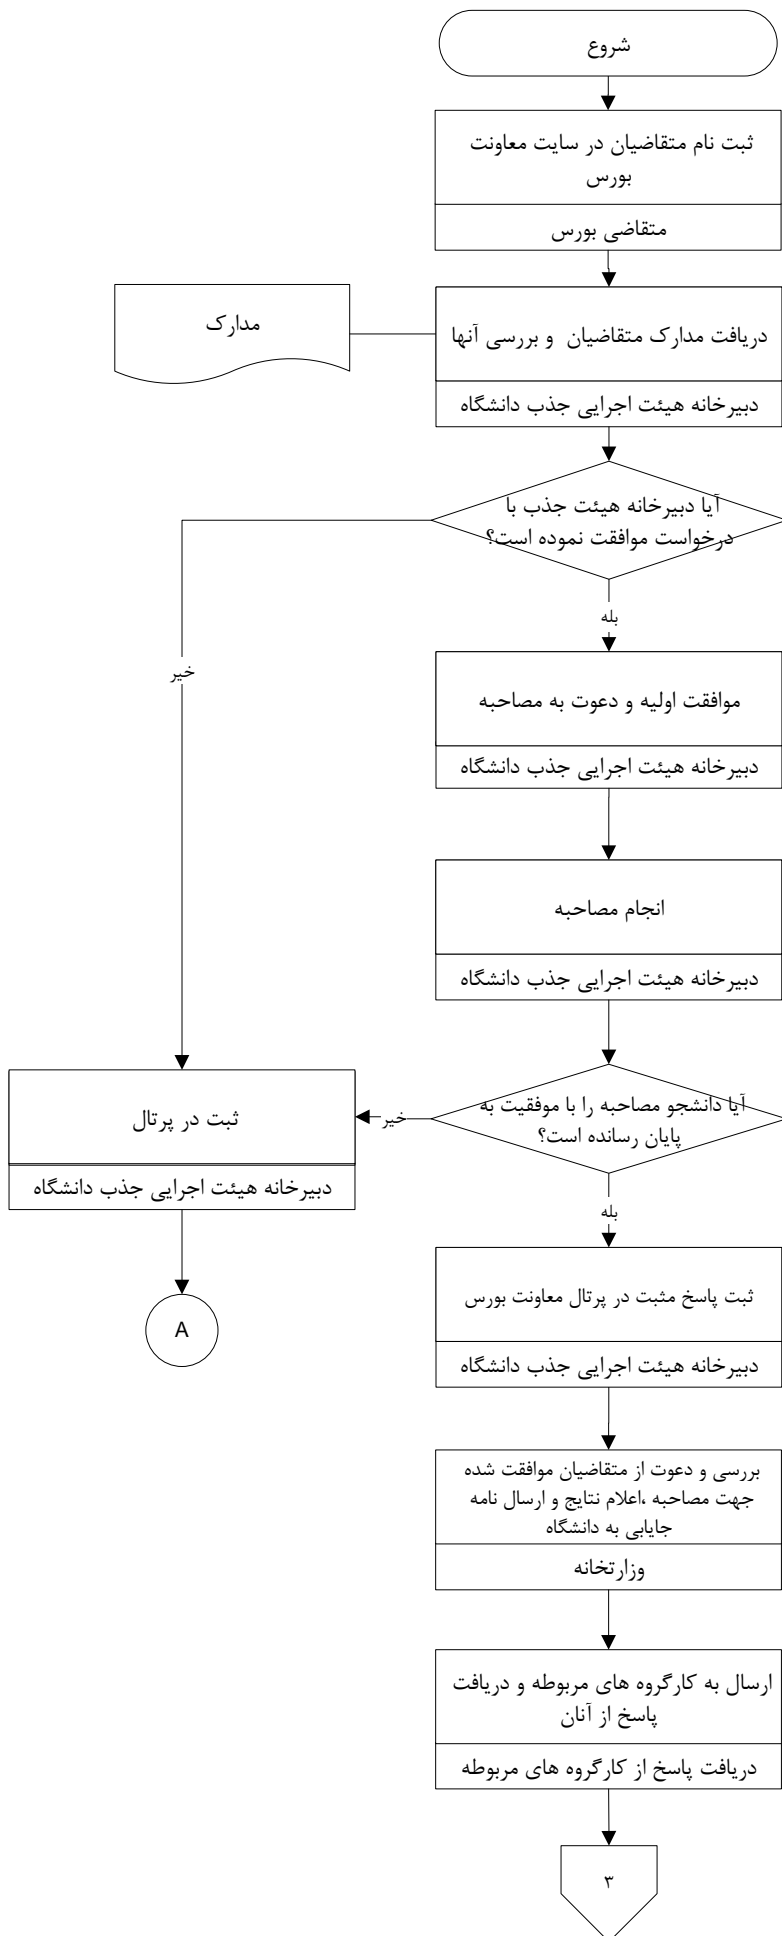 شروع
ثبت نام متقاضیان در سایت معاونت
بورس
متقاضی بورس
مدارک
دریافت مدارک متقاضیان و بررسی آنها
دبیرخانه هیئت اجرایی جذب دانشگاه
آیا دبیرخانه هیئت جذب با
درخواست موافقت نموده است؟
بله
خیر
موافقت اولیه و دعوت به مصاحبه
دبیرخانه هیئت اجرایی جذب دانشگاه
انجام مصاحبه
دبیرخانه هیئت اجرایی جذب دانشگاه
آیا دانشجو مصاحبه را با موفقیت به
پایان رسانده است؟
خیر
ثبت در پرتال
دبیرخانه هیئت اجرایی جذب دانشگاه
A
بله
ثبت پاسخ مثبت در پرتال معاونت بورس
دبیرخانه هیئت اجرایی جذب دانشگاه
بررسی و دعوت از متقاضیان موافقت شده
جهت مصاحبه ،اعلام نتایج و ارسال نامه
جایابی به دانشگاه
وزارتخانه
ارسال به کارگروه های مربوطه و دریافت
پاسخ از آنان
دریافت پاسخ از کارگروه های مربوطه
۳